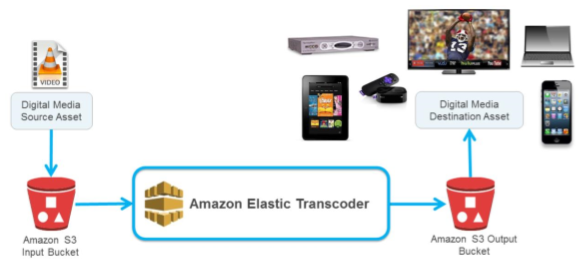 VIDEO
Digital Media
Source Asset
Amazon S3
Input Bucket
Amazon Elastic Transcoder
Amazon S3 Output
Bucket
Digital Media
Destination Asset
13